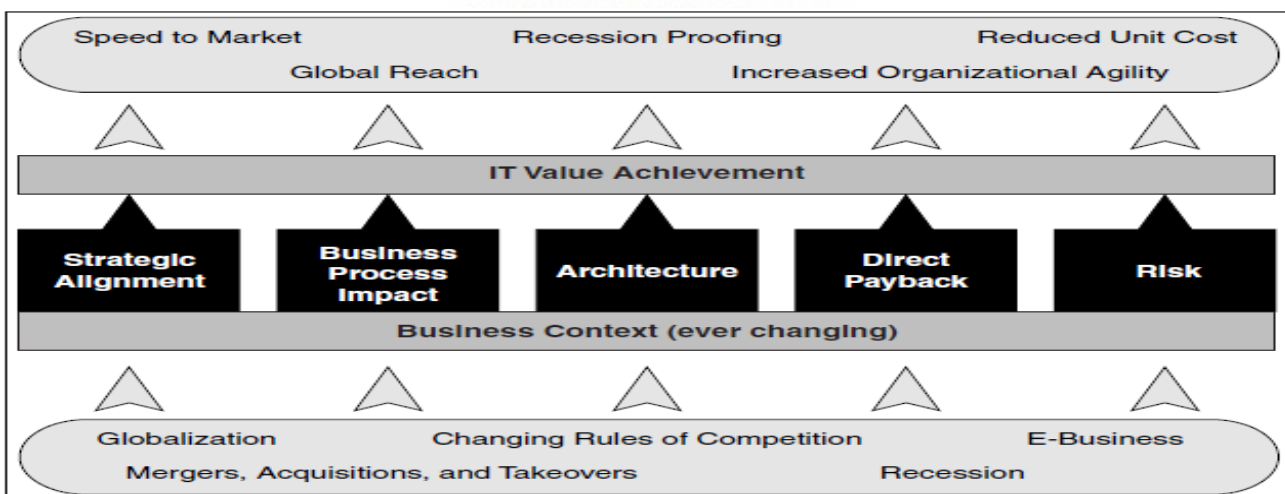 Speed to Market Recession Proofing Reduced Unit Cost
Global Reach Increased Organizational Agility
IT Value Achievement
Strategic
Alignment
Business
Process
Impact
Architecture
Direct
Payback
Risk
Business Context (ever changing)
Globalization Changing Rules of Competition E-Business
Mergers, Acquisitions, and Takeovers Recession